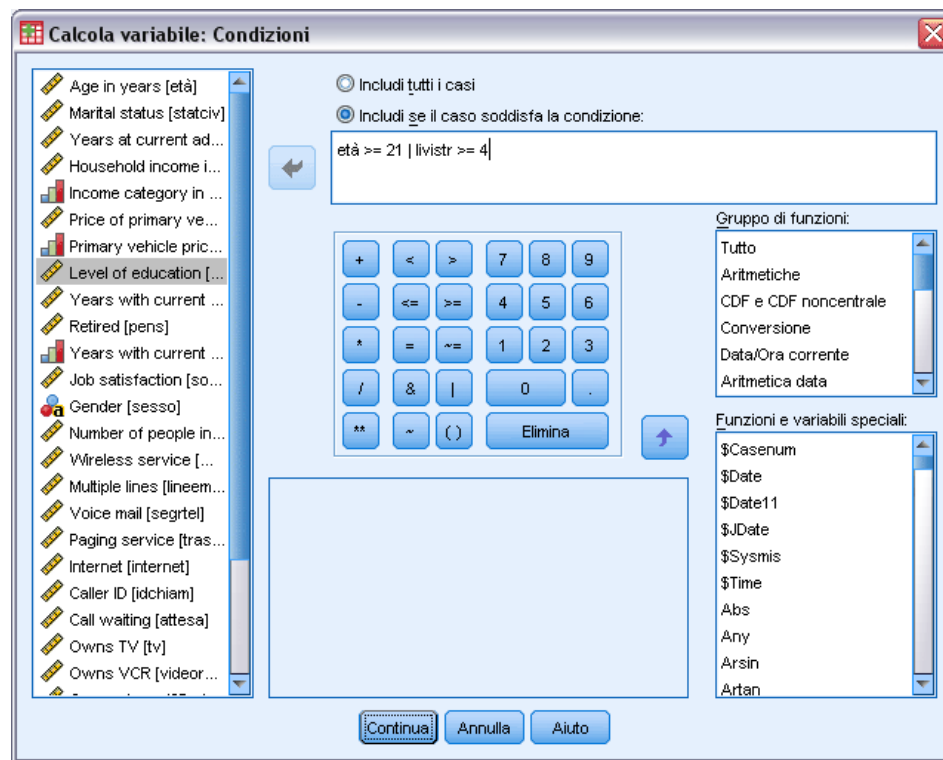 Calcola variabile: Condizioni
Age in years [età]
Marital status [statciv]
Years at current ad...
Household income i...
Income category in ...
Price of primary ve...
Primary vehicle pric...
Level of education [...
Years with current ...
Retired [pens]
Years with current ...
Job satisfaction [so...
Gender [sesso]
Number of people in...
Wireless service [...
Multiple lines [lineem...
Voice mail [segrtel]
Paging service [tras...
Internet [internet]
Caller ID [idchiam]
Call waiting [attesa]
Owns TV [tv]
Owns VCR [videor...
Includi tutti i casi
Includi se il caso soddisfa la condizione:
età >= 21 | livistr >= 4
+ < > 7 8 9
- <= >= 4 5 6
* = ~= 1 2 3
/ & | 0 .
** ~ ( ) Elimina
Gruppo di funzioni:
Tutto
Aritmetiche
CDF e CDF noncentrale
Conversione
Data/Ora corrente
Aritmetica data
Funzioni e variabili speciali:
$Casenum
$Date
$Date11
$JDate
$Sysmis
$Time
Abs
Any
Arsin
Artan
Continua Annulla Aiuto